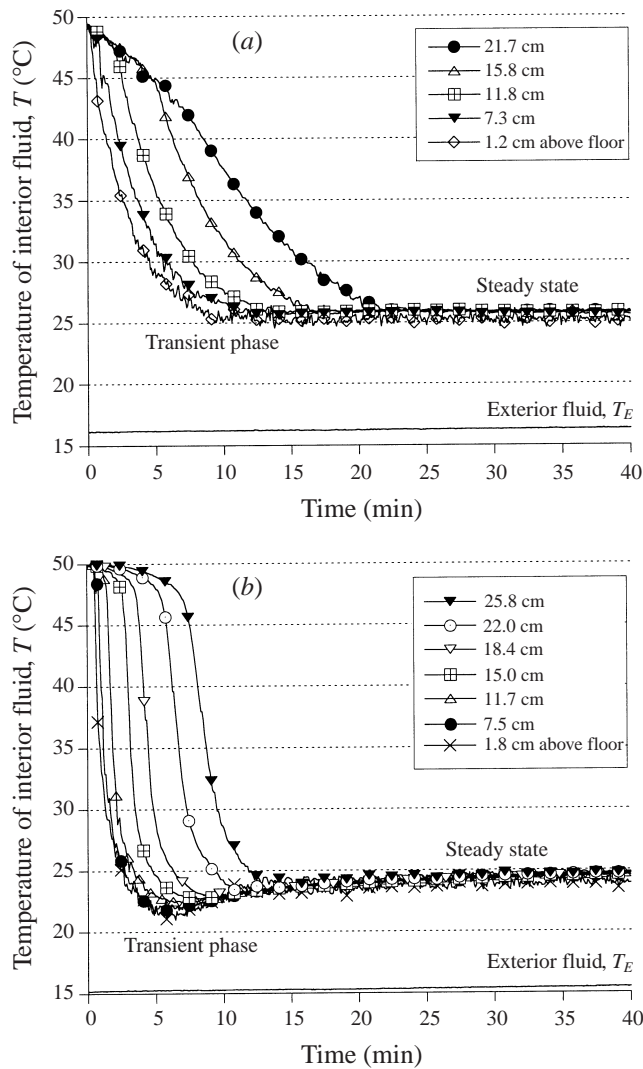 (a)
Temperature of interior fluid, T (°C)
50
45
40
35
30
25
20
15
21.7 cm
15.8 cm
11.8 cm
7.3 cm
1.2 cm above floor
Steady state
Transient phase
Exterior fluid, T_E
0 5 10 15 20 25 30 35 40
Time (min)
(b)
Temperature of interior fluid, T (°C)
50
45
40
35
30
25
20
15
25.8 cm
22.0 cm
18.4 cm
15.0 cm
11.7 cm
7.5 cm
1.8 cm above floor
Steady state
Transient phase
Exterior fluid, T_E
0 5 10 15 20 25 30 35 40
Time (min)